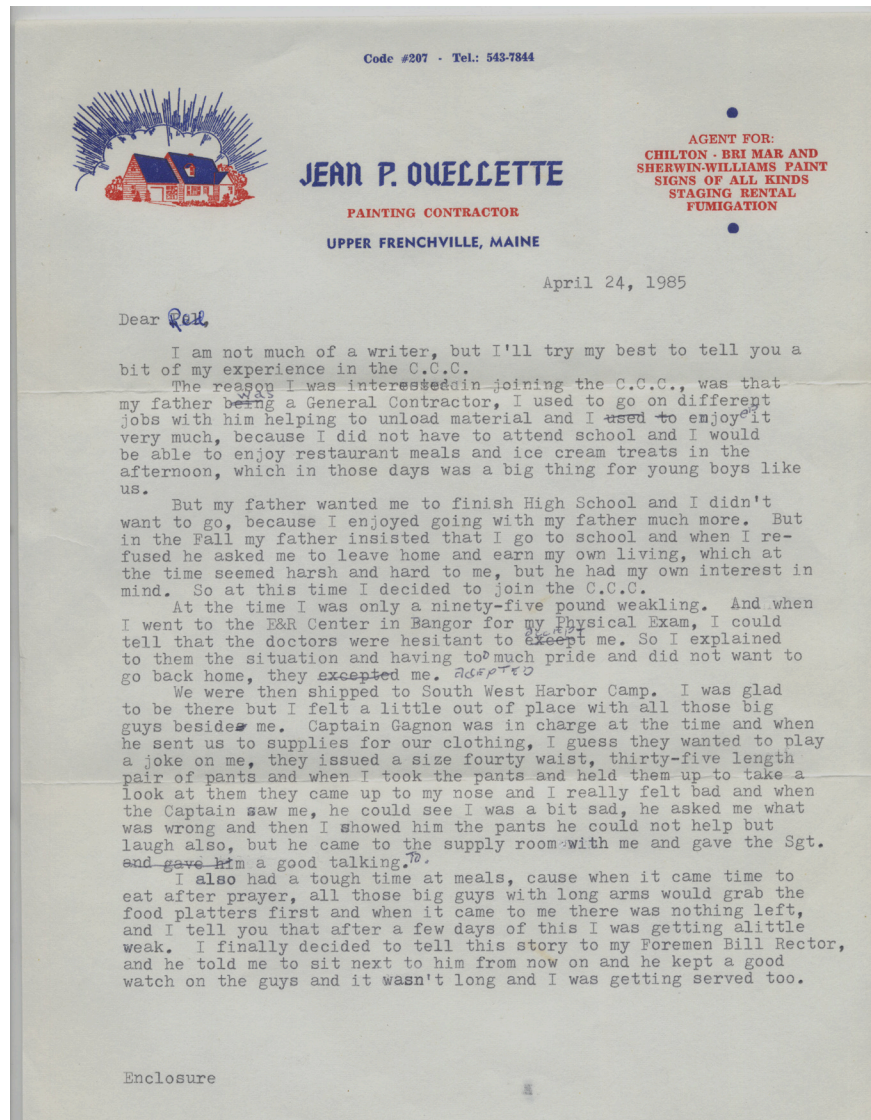 Code #207 - Tel.: 543-7844
JEAN P. OUELLETTE
PAINTING CONTRACTOR
UPPER FRENCHVILLE, MAINE
AGENT FOR:
CHILTON - BRI MAR AND
SHERWIN-WILLIAMS PAINT
SIGNS OF ALL KINDS
STAGING RENTAL
FUMIGATION
April 24, 1985
Dear
I am not much of a writer, but I'll try my best to tell you a
bit of my experience in the C.C.C.
The reason I was interested in joining the C.C.C., was that
my father being was a General Contractor, I used to go on different
jobs with him helping to unload material and I used to enjoyed it
very much, because I did not have to attend school and I would
be able to enjoy restaurant meals and ice cream treats in the
afternoon, which in those days was a big thing for young boys like
us.
But my father wanted me to finish High School and I didn't
want to go, because I enjoyed going with my father much more. But
in the Fall my father insisted that I go to school and when I re-
fused he asked me to leave home and earn my own living, which at
the time seemed harsh and hard to me, but he had my own interest in
mind. So at this time I decided to join the C.C.C.
At the time I was only a ninety-five pound weakling. And when
I went to the E&R Center in Bangor for my Physical Exam, I could
tell that the doctors were hesitant to except accept me. So I explained
to them the situation and having too much pride and did not want to
go back home, they excepted me. ACCEPTED
We were then shipped to South West Harbor Camp. I was glad
to be there but I felt a little out of place with all those big
guys beside me. Captain Gagnon was in charge at the time and when
he sent us to supplies for our clothing, I guess they wanted to play
a joke on me, they issued a size fourty waist, thirty-five length
pair of pants and when I took the pants and held them up to take a
look at them they came up to my nose and I really felt bad and when
the Captain saw me, he could see I was a bit sad, he asked me what
was wrong and then I showed him the pants he could not help but
laugh also, but he came to the supply room with me and gave the Sgt.
and gave him a good talking. TO.
I also had a tough time at meals, cause when it came time to
eat after prayer, all those big guys with long arms would grab the
food platters first and when it came to me there was nothing left,
and I tell you that after a few days of this I was getting alittle
weak. I finally decided to tell this story to my Foremen Bill Rector,
and he told me to sit next to him from now on and he kept a good
watch on the guys and it wasn't long and I was getting served too.
Enclosure